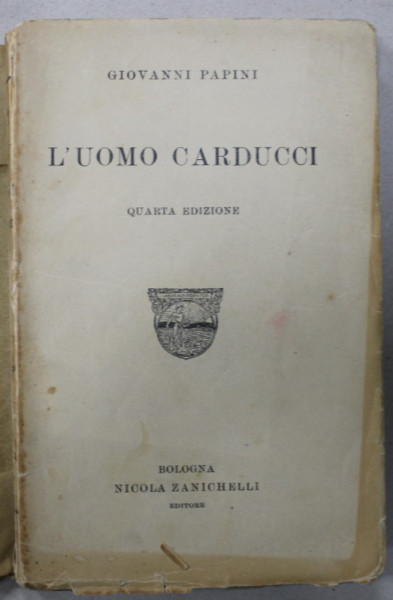 GIOVANNI PAPINI
L'UOMO CARDUCCI
QUARTA EDIZIONE
BOLOGNA
NICOLA ZANICHELLI
EDITORE